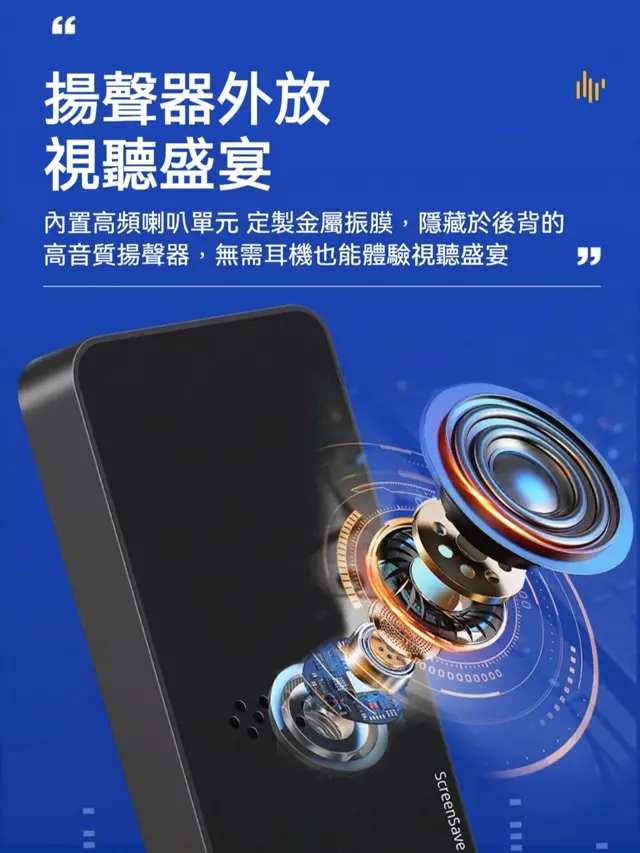 “
揚聲器外放
視聽盛宴
內置高頻喇叭單元 定製金屬振膜，隱藏於後背的
高音質揚聲器，無需耳機也能體驗視聽盛宴
”
ScreenSave